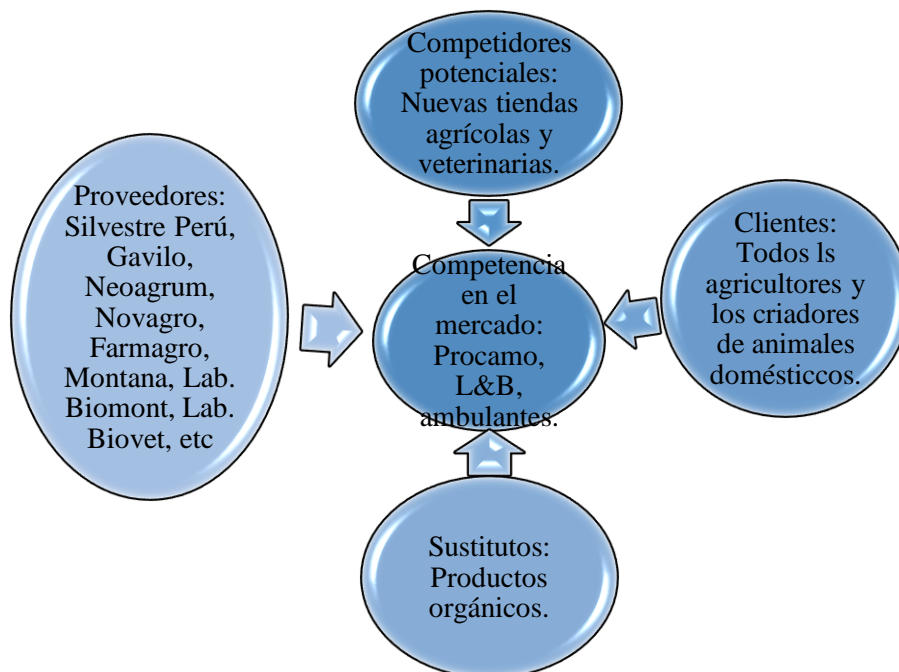 Competidores
potenciales:
Nuevas tiendas
agrícolas y
veterinarias.
Proveedores:
Silvestre Perú,
Gavilo,
Neoagrum,
Novagro,
Farmagro,
Montana, Lab.
Biomont, Lab.
Biovet, etc
Competencia
en el
mercado:
Procamo,
L&B,
ambulantes.
Clientes:
Todos ls
agricultores y
los criadores
de animales
domésticcos.
Sustitutos:
Productos
orgánicos.